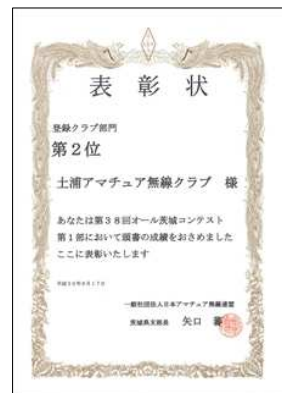 表彰状
登録クラブ部門
第2位
土浦アマチュア無線クラブ 様
あなたは第38回オール茨城コンテスト
第1部において頭書の成績をおさめました
ここに表彰いたします
一般社団法人日本アマチュア無線連盟
茨城県支部長 矢口